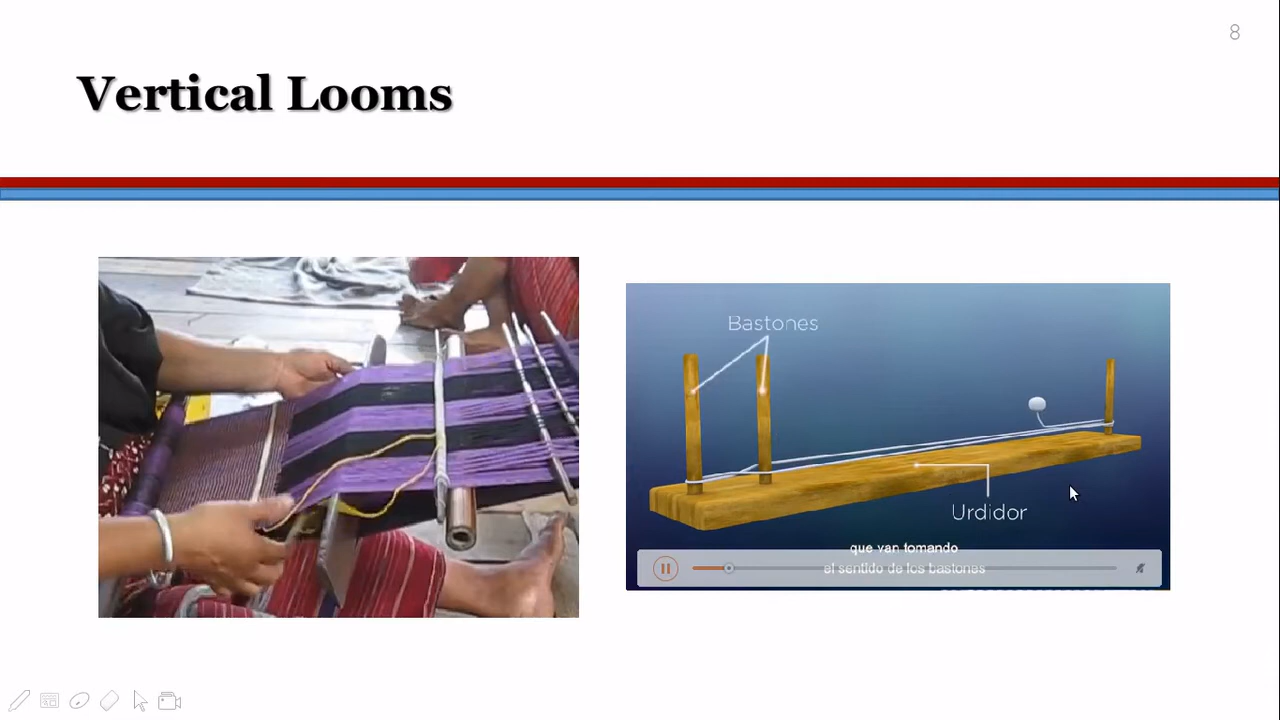 8
Vertical Looms
Bastones
Urdidor
que van tomando
el sentido de los bastones